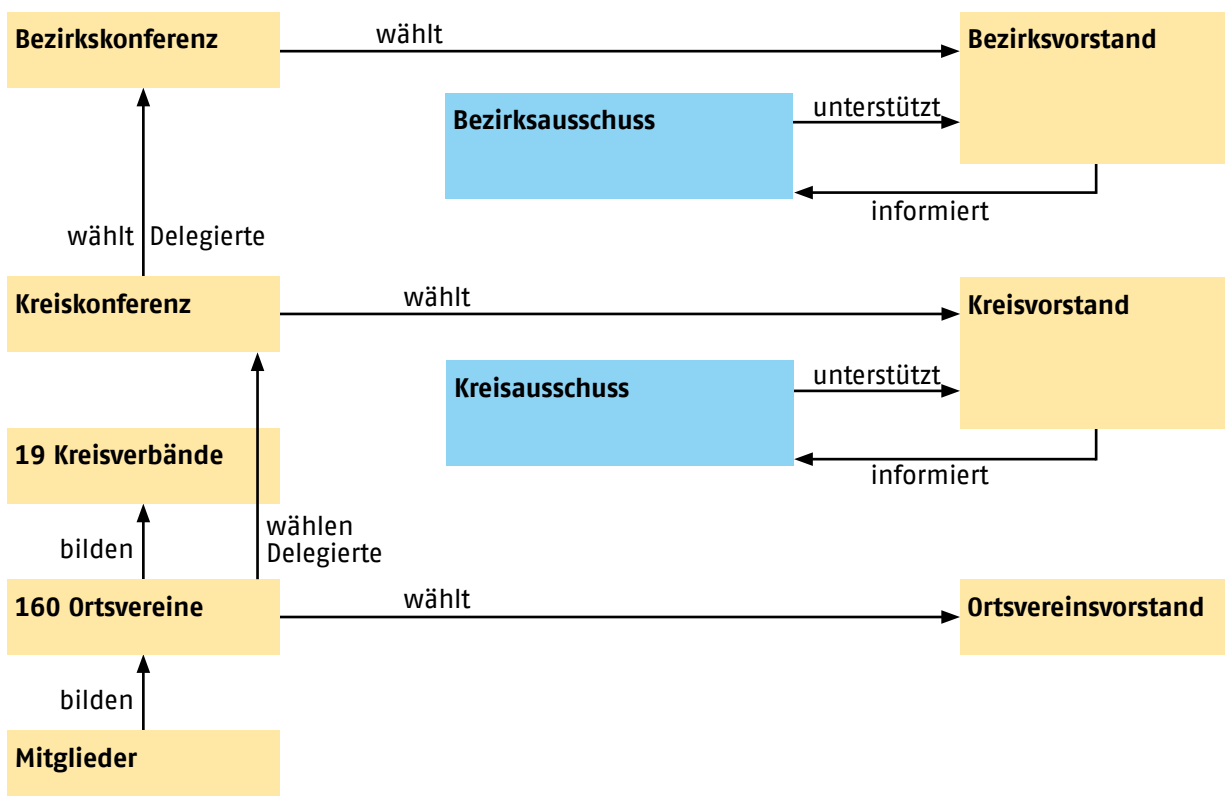 Bezirkskonferenz
wählt
Bezirksvorstand
Bezirksausschuss
unterstützt
informiert
wählt Delegierte
Kreiskonferenz
wählt
Kreisvorstand
Kreisausschuss
unterstützt
informiert
19 Kreisverbände
bilden
wählen
Delegierte
160 Ortsvereine
wählt
Ortsvereinsvorstand
bilden
Mitglieder